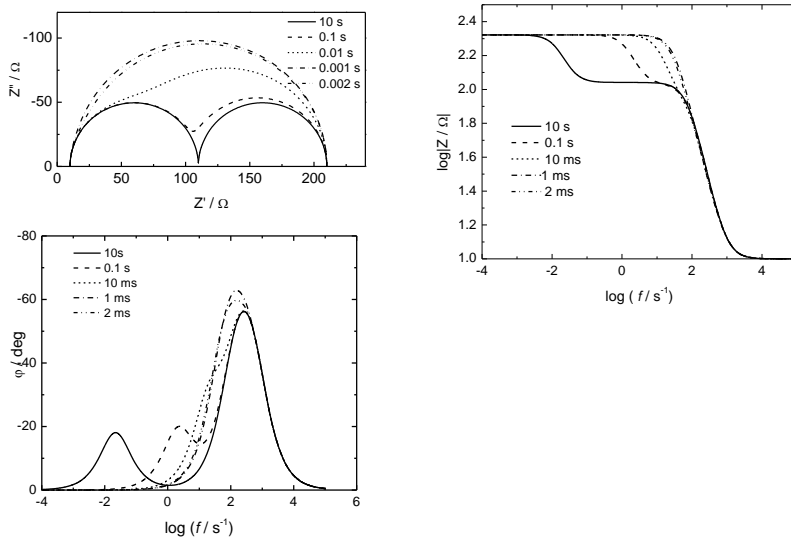 Z'' / Ω
-100
-50
0
0 50 100 150 200
Z' / Ω
10 s
0.1 s
0.01 s
0.001 s
0.002 s
log|Z / Ω|
2.4
2.2
2.0
1.8
1.6
1.4
1.2
1.0
-4 -2 0 2 4
log ( f / s⁻¹)
10 s
0.1 s
10 ms
1 ms
2 ms
φ / deg
-80
-60
-40
-20
0
-4 -2 0 2 4 6
log (f / s⁻¹)
10s
0.1 s
10 ms
1 ms
2 ms